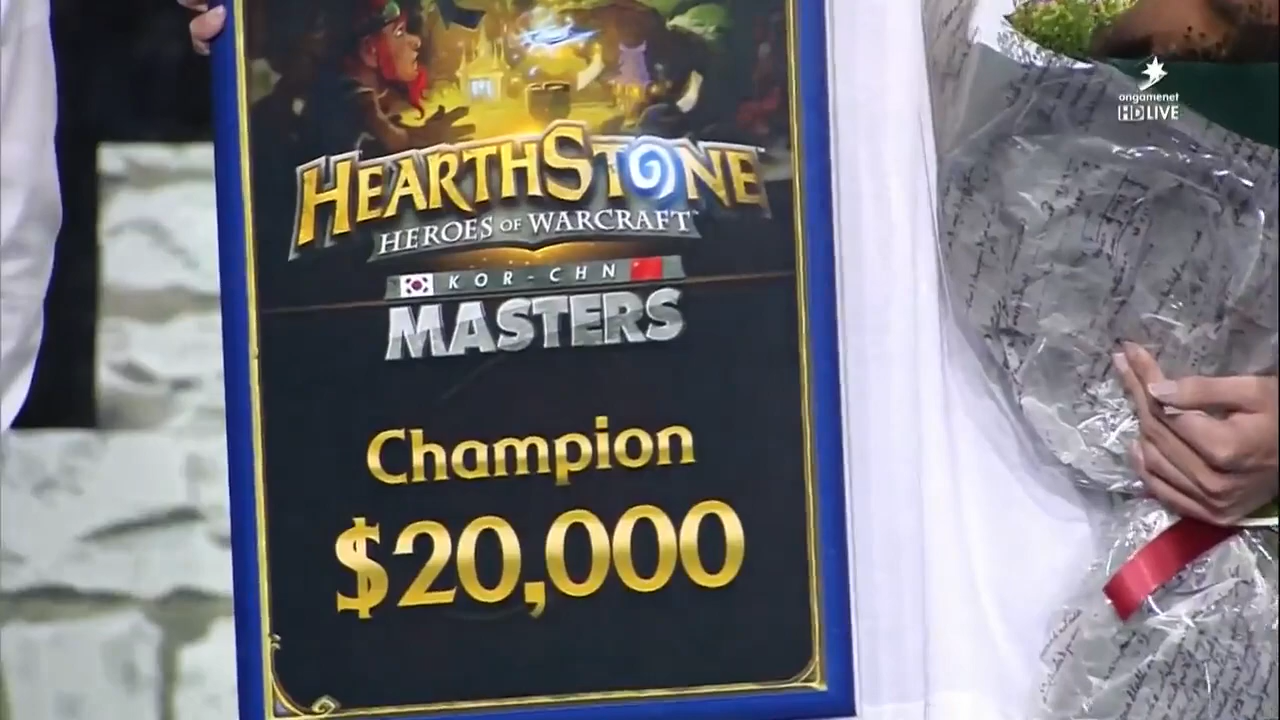 ongamenet
HD LIVE
HEARTHSTONE
HEROES OF WARCRAFT
KOR-CHN
MASTERS
Champion
$20,000